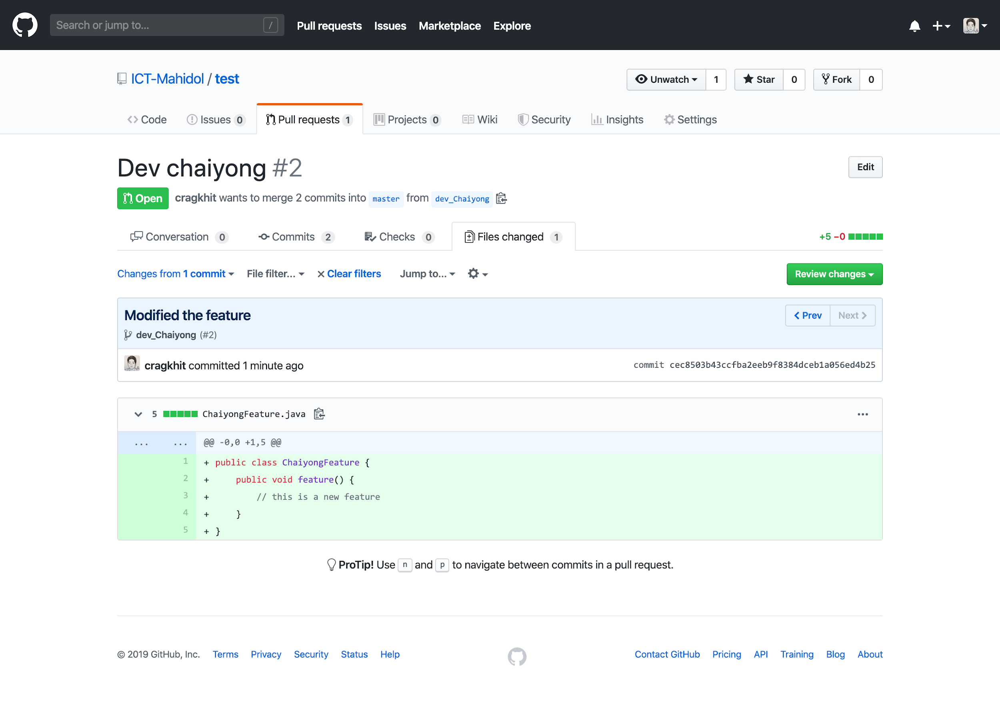 Search or jump to... / Pull requests Issues Marketplace Explore
ICT-Mahidol / test Unwatch 1 Star 0 Fork 0
Code Issues 0 Pull requests 1 Projects 0 Wiki Security Insights Settings
Dev chaiyong #2 Edit
Open cragkhit wants to merge 2 commits into master from dev_Chaiyong
Conversation 0 Commits 2 Checks 0 Files changed 1 +5 −0
Changes from 1 commit File filter... × Clear filters Jump to... Review changes
Modified the feature Prev Next
dev_Chaiyong (#2)
cragkhit committed 1 minute ago commit cec8503b43ccfba2eeb9f8384dceb1a056ed4b25
5 ChaiyongFeature.java ...
... ... @@ -0,0 +1,5 @@
1 + public class ChaiyongFeature {
2 + public void feature() {
3 + // this is a new feature
4 + }
5 + }
ProTip! Use n and p to navigate between commits in a pull request.
© 2019 GitHub, Inc. Terms Privacy Security Status Help Contact GitHub Pricing API Training Blog About